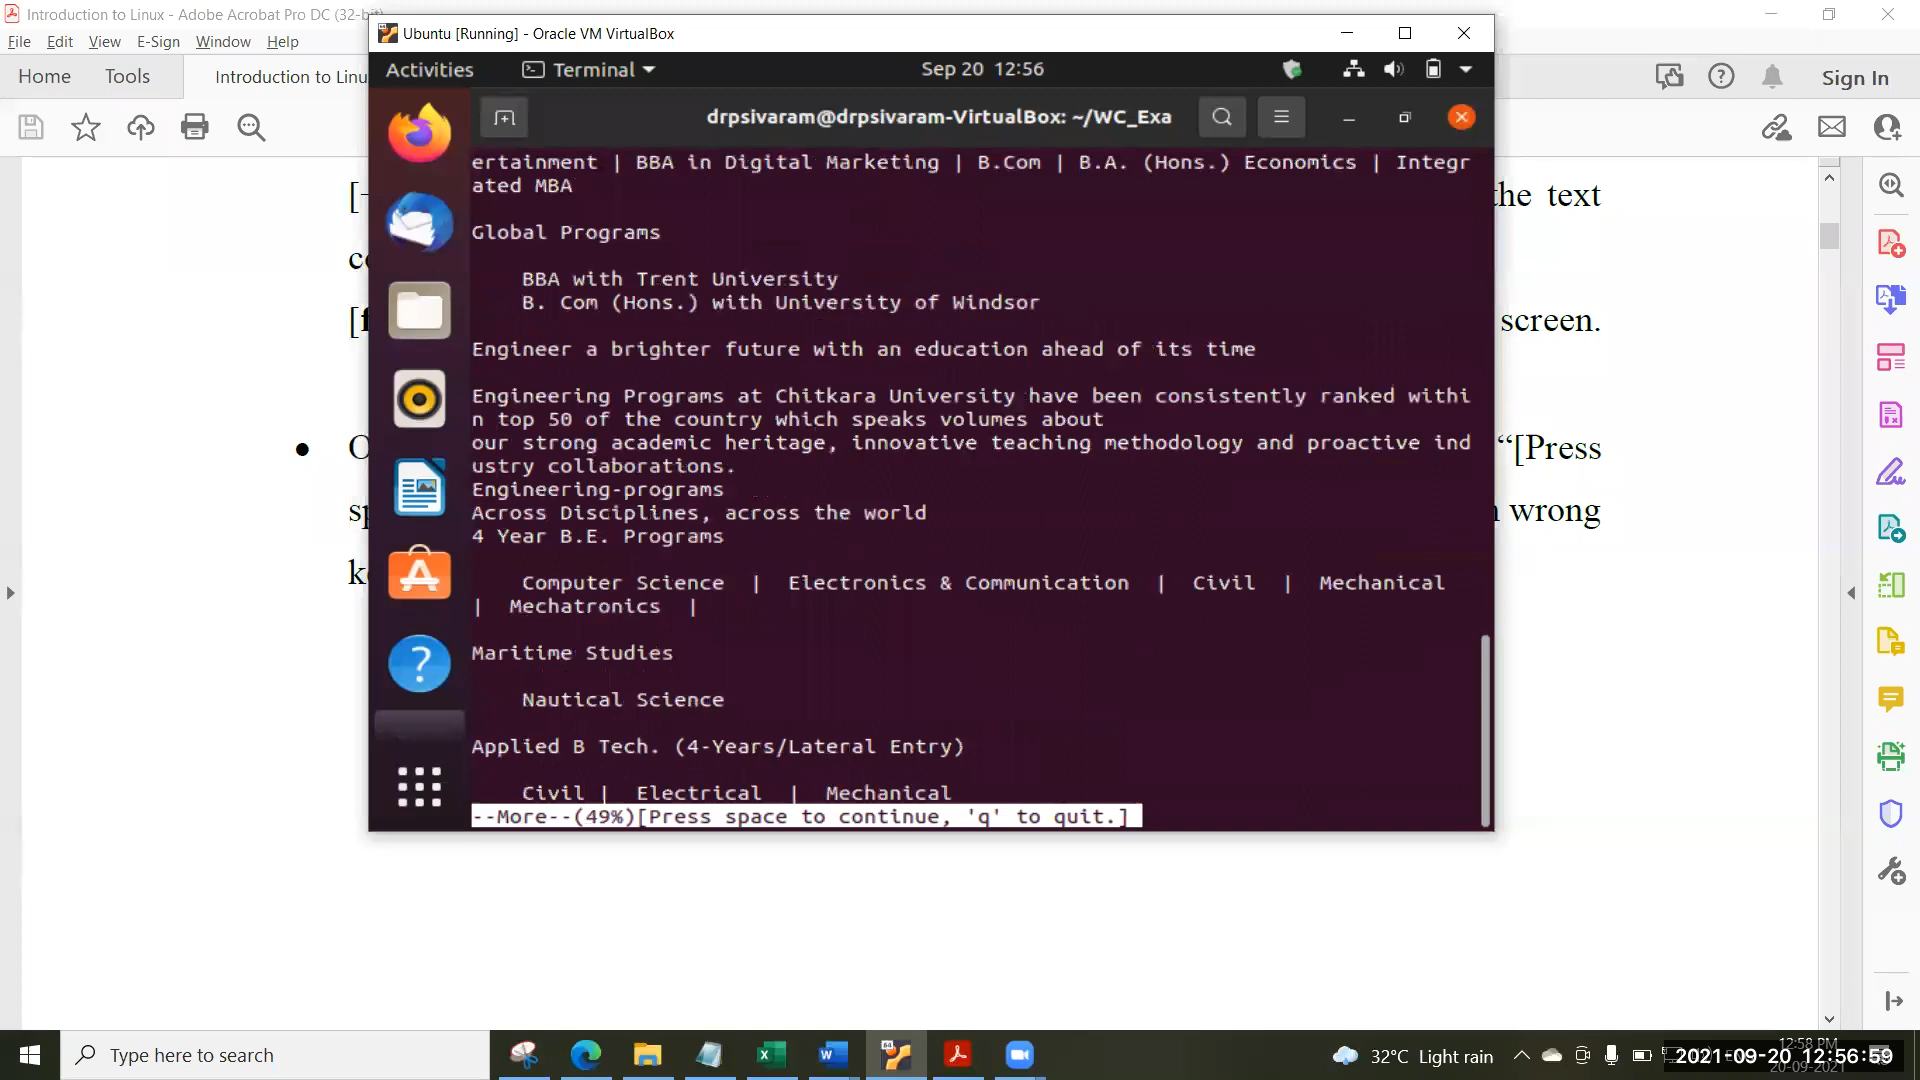 Introduction to Linux - Adobe Acrobat Pro DC (32-bit)
File Edit View E-Sign Window Help
Home Tools Introduction to Linu
Sign In
Ubuntu [Running] - Oracle VM VirtualBox
Activities Terminal Sep 20 12:56
drpsivaram@drpsivaram-VirtualBox: ~/WC_Exa
ertainment | BBA in Digital Marketing | B.Com | B.A. (Hons.) Economics | Integr
ated MBA
Global Programs
BBA with Trent University
B. Com (Hons.) with University of Windsor
Engineer a brighter future with an education ahead of its time
Engineering Programs at Chitkara University have been consistently ranked withi
n top 50 of the country which speaks volumes about
our strong academic heritage, innovative teaching methodology and proactive ind
ustry collaborations.
Engineering-programs
Across Disciplines, across the world
4 Year B.E. Programs
Computer Science | Electronics & Communication | Civil | Mechanical
| Mechatronics |
Maritime Studies
Nautical Science
Applied B Tech. (4-Years/Lateral Entry)
Civil | Electrical | Mechanical
--More--(49%)[Press space to continue, 'q' to quit.]
the text
screen.
“[Press
wrong
Type here to search
32°C Light rain
12:58 PM
2021-09-20 12:56:59
20-09-2021